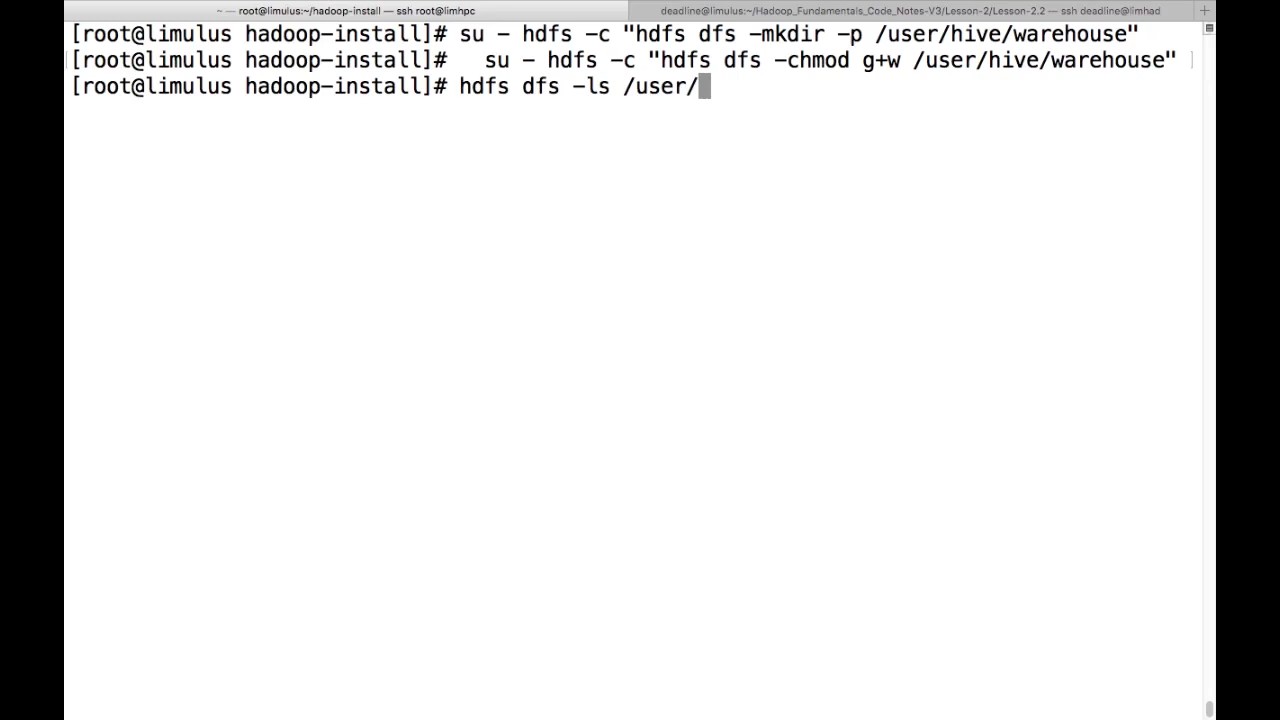 ~ — root@limulus:~/hadoop-install — ssh root@limhpc
deadline@limulus:~/Hadoop_Fundamentals_Code_Notes-V3/Lesson-2/Lesson-2.2 — ssh deadline@limhad
[root@limulus hadoop-install]# su - hdfs -c "hdfs dfs -mkdir -p /user/hive/warehouse"
[root@limulus hadoop-install]#   su - hdfs -c "hdfs dfs -chmod g+w /user/hive/warehouse" ]
[root@limulus hadoop-install]# hdfs dfs -ls /user/